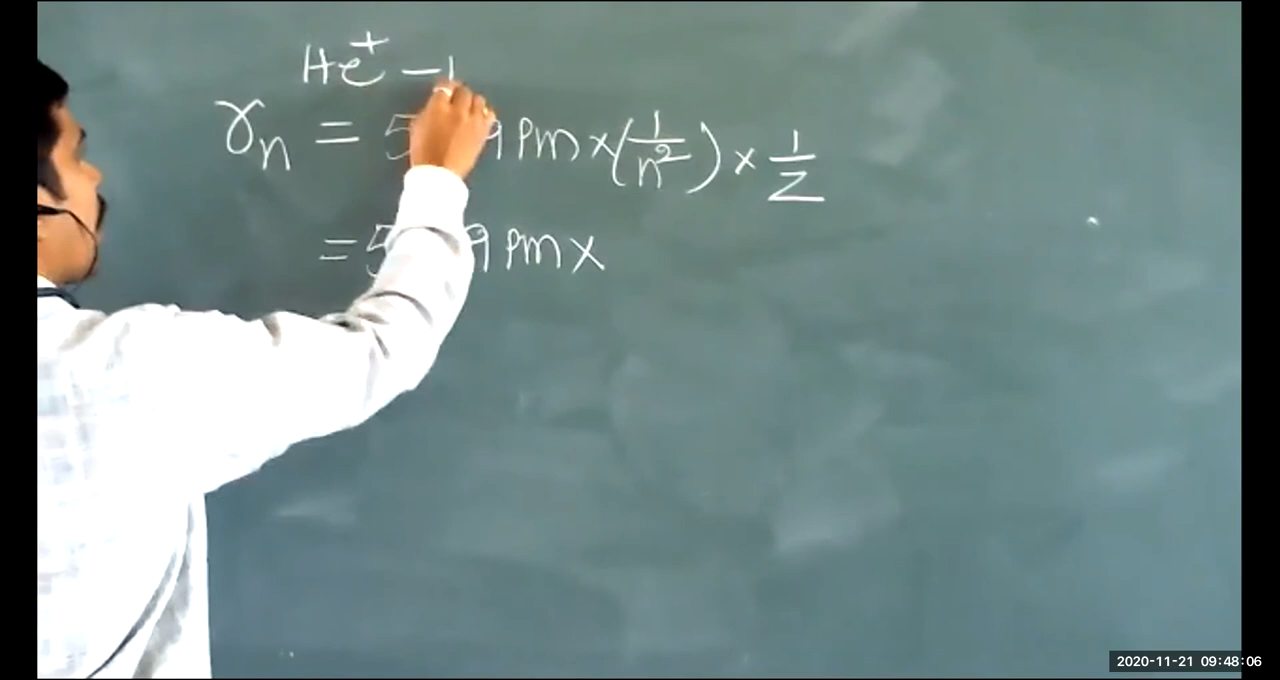 He⁺ – 1
rₙ = 5 9 pm × (1/n²) × 1/Z
= 5 9 pm ×
2020-11-21 09:48:06